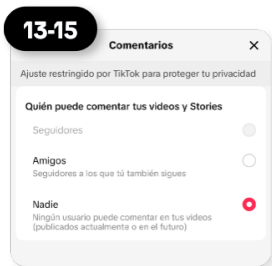 13-15
Comentarios
Ajuste restringido por TikTok para proteger tu privacidad
Quién puede comentar tus videos y Stories
Seguidores
Amigos
Seguidores a los que tú también sigues
Nadie
Ningún usuario puede comentar en tus videos
(publicados actualmente o en el futuro)